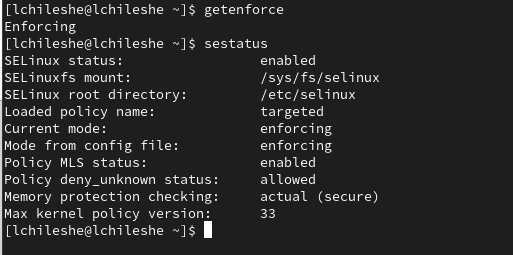 [lchileshe@lchileshe ~]$ getenforce
Enforcing
[lchileshe@lchileshe ~]$ sestatus
SELinux status:                 enabled
SELinuxfs mount:                /sys/fs/selinux
SELinux root directory:         /etc/selinux
Loaded policy name:             targeted
Current mode:                   enforcing
Mode from config file:          enforcing
Policy MLS status:              enabled
Policy deny_unknown status:     allowed
Memory protection checking:     actual (secure)
Max kernel policy version:      33
[lchileshe@lchileshe ~]$